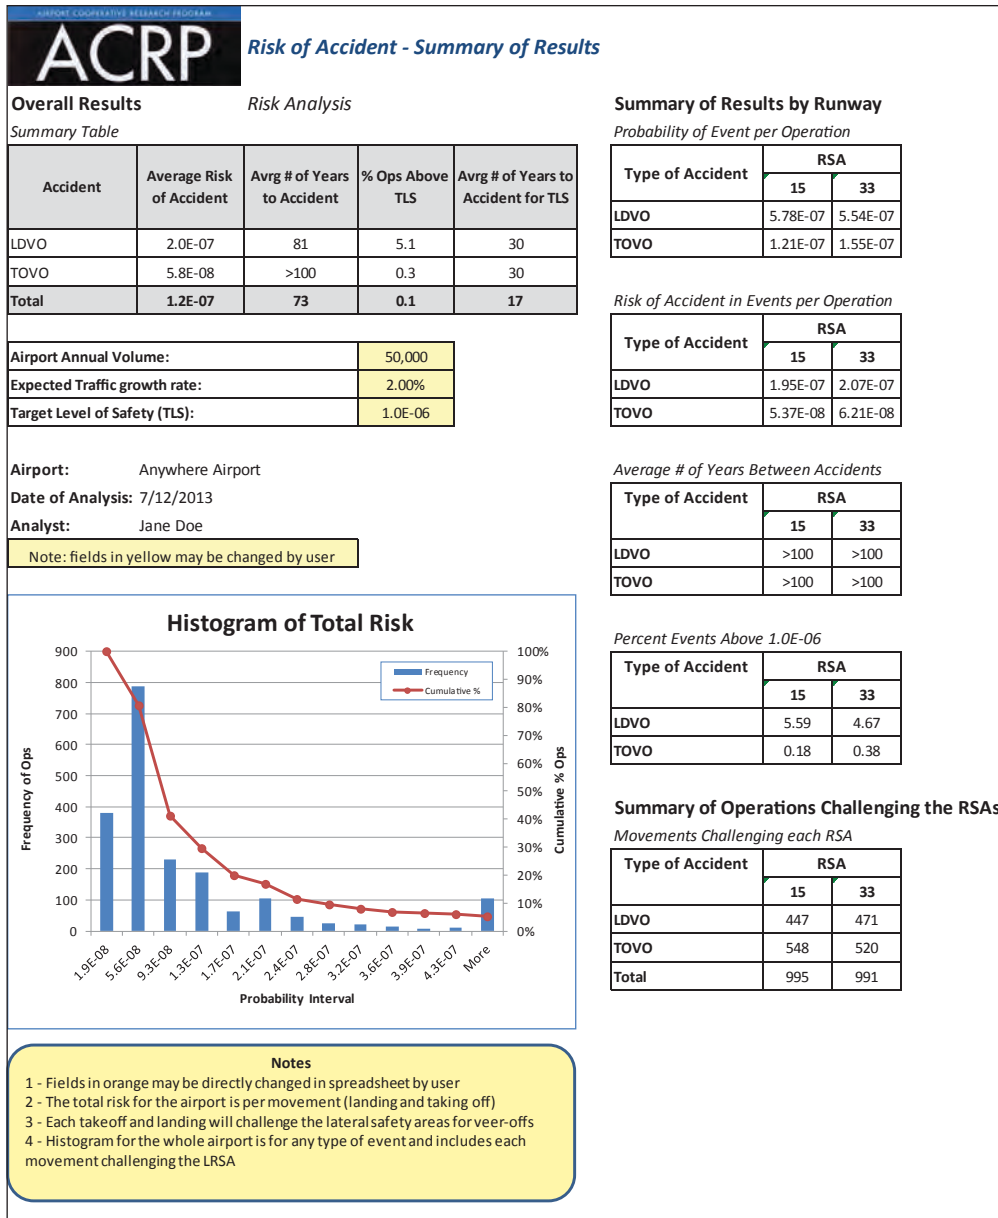 AIRPORT COOPERATIVE RESEARCH PROGRAM
ACRP
Risk of Accident - Summary of Results
Overall Results
Risk Analysis
Summary Table
Accident | Average Risk of Accident | Avrg # of Years to Accident | % Ops Above TLS | Avrg # of Years to Accident for TLS
LDVO 2.0E-07 81 5.1 30
TOVO 5.8E-08 >100 0.3 30
Total 1.2E-07 73 0.1 17
Airport Annual Volume: 50,000
Expected Traffic growth rate: 2.00%
Target Level of Safety (TLS): 1.0E-06
Airport: Anywhere Airport
Date of Analysis: 7/12/2013
Analyst: Jane Doe
Note: fields in yellow may be changed by user
Histogram of Total Risk
Frequency
Cumulative %
Frequency of Ops
900
800
700
600
500
400
300
200
100
0
100%
90%
80%
70%
60%
50%
40%
30%
20%
10%
0%
Cumulative % Ops
1.9E-08 5.6E-08 9.3E-08 1.3E-07 1.7E-07 2.1E-07 2.4E-07 2.8E-07 3.2E-07 3.6E-07 3.9E-07 4.3E-07 More
Probability Interval
Notes
1 - Fields in orange may be directly changed in spreadsheet by user
2 - The total risk for the airport is per movement (landing and taking off)
3 - Each takeoff and landing will challenge the lateral safety areas for veer-offs
4 - Histogram for the whole airport is for any type of event and includes each
movement challenging the LRSA
Summary of Results by Runway
Probability of Event per Operation
Type of Accident RSA
15 33
LDVO 5.78E-07 5.54E-07
TOVO 1.21E-07 1.55E-07
Risk of Accident in Events per Operation
Type of Accident RSA
15 33
LDVO 1.95E-07 2.07E-07
TOVO 5.37E-08 6.21E-08
Average # of Years Between Accidents
Type of Accident RSA
15 33
LDVO >100 >100
TOVO >100 >100
Percent Events Above 1.0E-06
Type of Accident RSA
15 33
LDVO 5.59 4.67
TOVO 0.18 0.38
Summary of Operations Challenging the RSAs
Movements Challenging each RSA
Type of Accident RSA
15 33
LDVO 447 471
TOVO 548 520
Total 995 991